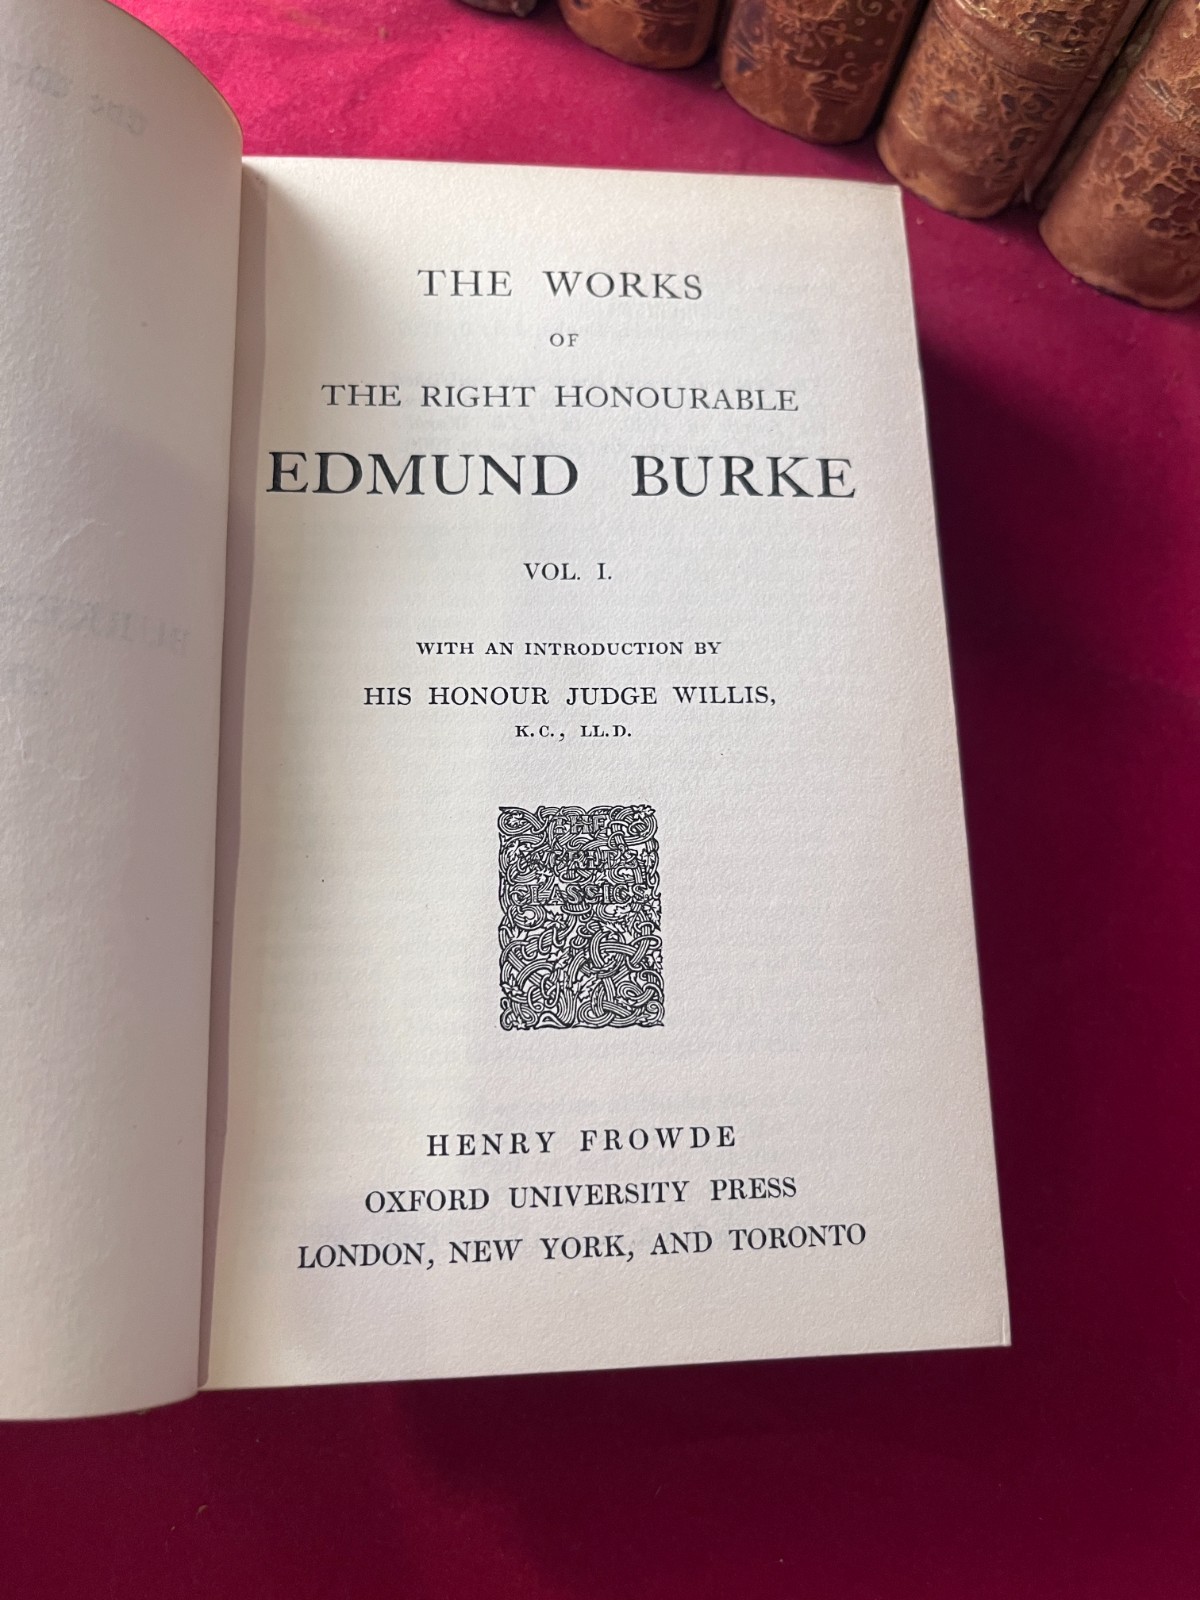 THE WORKS
OF
THE RIGHT HONOURABLE
EDMUND BURKE
VOL. I.
WITH AN INTRODUCTION BY
HIS HONOUR JUDGE WILLIS,
K.C., LL.D.
THE
WORLD'S
CLASSICS
HENRY FROWDE
OXFORD UNIVERSITY PRESS
LONDON, NEW YORK, AND TORONTO